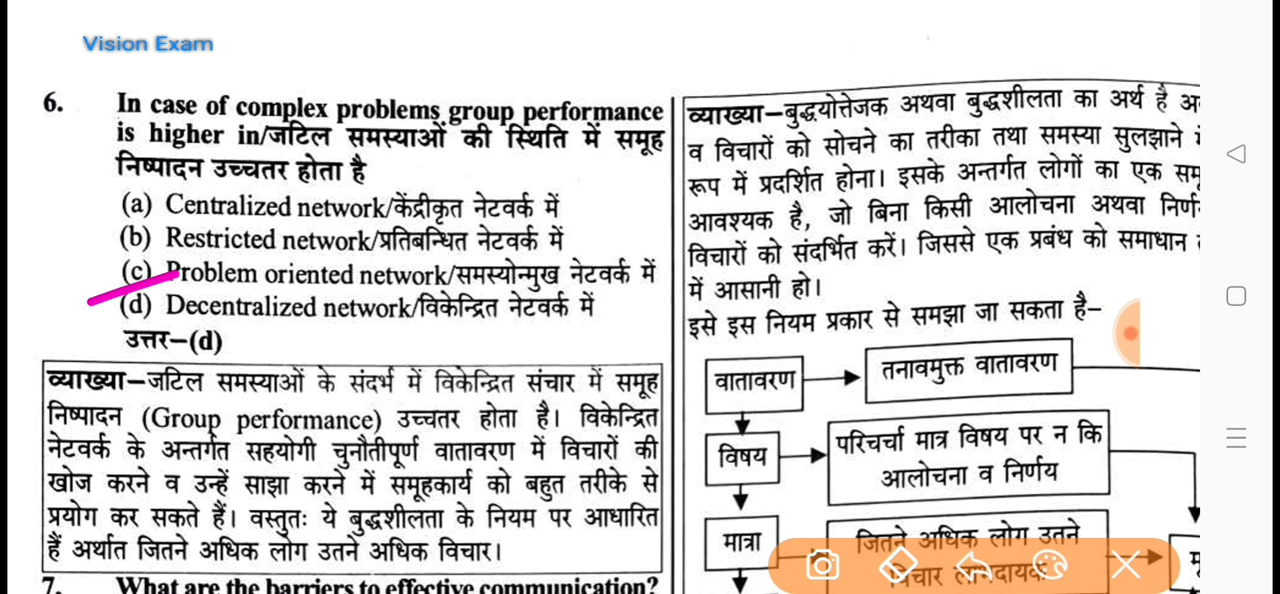 Vision Exam
6. In case of complex problems group performance
is higher in/जटिल समस्याओं की स्थिति में समूह
निष्पादन उच्चतर होता है
(a) Centralized network/केंद्रीकृत नेटवर्क में
(b) Restricted network/प्रतिबन्धित नेटवर्क में
(c) Problem oriented network/समस्योन्मुख नेटवर्क में
(d) Decentralized network/विकेन्द्रित नेटवर्क में
उत्तर–(d)
व्याख्या–जटिल समस्याओं के संदर्भ में विकेन्द्रित संचार में समूह
निष्पादन (Group performance) उच्चतर होता है। विकेन्द्रित
नेटवर्क के अन्तर्गत सहयोगी चुनौतीपूर्ण वातावरण में विचारों की
खोज करने व उन्हें साझा करने में समूहकार्य को बहुत तरीके से
प्रयोग कर सकते हैं। वस्तुतः ये बुद्धशीलता के नियम पर आधारित
हैं अर्थात जितने अधिक लोग उतने अधिक विचार।
7. What are the barriers to effective communication?
व्याख्या–बुद्धयोत्तेजक अथवा बुद्धशीलता का अर्थ है
व विचारों को सोचने का तरीका तथा समस्या सुलझाने
रूप में प्रदर्शित होना। इसके अन्तर्गत लोगों का एक
आवश्यक है, जो बिना किसी आलोचना अथवा
विचारों को संदर्भित करें। जिससे एक प्रबंध को समाधान
में आसानी हो।
इसे इस नियम प्रकार से समझा जा सकता है–
वातावरण
तनावमुक्त वातावरण
विषय
परिचर्चा मात्र विषय पर न कि
आलोचना व निर्णय
मात्रा
जितने अधिक लोग उतने
विचार लाभदायक